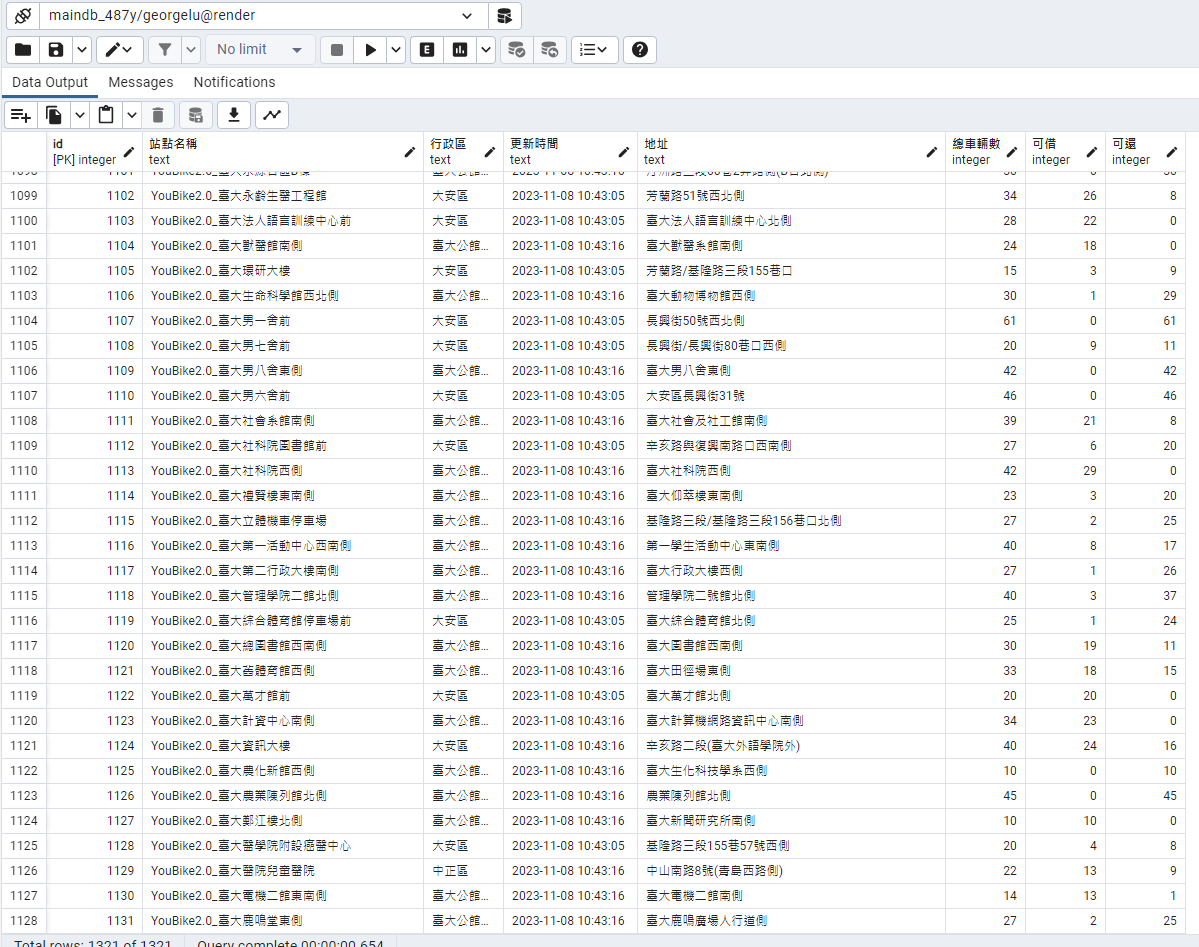 maindb_487y/georgelu@render
No limit
Data Output Messages Notifications
id [PK] integer 站點名稱 text 行政區 text 更新時間 text 地址 text 總車輛數 integer 可借 integer 可還 integer
1099 1102 YouBike2.0_臺大永齡生醫工程館 大安區 2023-11-08 10:43:05 芳蘭路51號西北側 34 26 8
1100 1103 YouBike2.0_臺大法人語言訓練中心前 大安區 2023-11-08 10:43:05 臺大法人語言訓練中心北側 28 22 0
1101 1104 YouBike2.0_臺大獸醫館南側 臺大公館... 2023-11-08 10:43:16 臺大獸醫系館南側 24 18 0
1102 1105 YouBike2.0_臺大環研大樓 大安區 2023-11-08 10:43:05 芳蘭路/基隆路三段155巷口 15 3 9
1103 1106 YouBike2.0_臺大生命科學館西北側 臺大公館... 2023-11-08 10:43:16 臺大動物博物館西側 30 1 29
1104 1107 YouBike2.0_臺大男一舍前 大安區 2023-11-08 10:43:05 長興街50號西北側 61 0 61
1105 1108 YouBike2.0_臺大男七舍前 大安區 2023-11-08 10:43:05 長興街/長興街80巷口西側 20 9 11
1106 1109 YouBike2.0_臺大男八舍東側 臺大公館... 2023-11-08 10:43:16 臺大男八舍東側 42 0 42
1107 1110 YouBike2.0_臺大男六舍前 大安區 2023-11-08 10:43:05 大安區長興街31號 46 0 46
1108 1111 YouBike2.0_臺大社會系館南側 臺大公館... 2023-11-08 10:43:16 臺大社會及社工館南側 39 21 8
1109 1112 YouBike2.0_臺大社科院圖書館前 大安區 2023-11-08 10:43:05 辛亥路與復興南路口西南側 27 6 20
1110 1113 YouBike2.0_臺大社科院西側 臺大公館... 2023-11-08 10:43:16 臺大社科院西側 42 29 0
1111 1114 YouBike2.0_臺大禮賢樓東南側 臺大公館... 2023-11-08 10:43:16 臺大仰萃樓東南側 23 3 20
1112 1115 YouBike2.0_臺大立體機車停車場 臺大公館... 2023-11-08 10:43:16 基隆路三段/基隆路三段156巷口北側 27 2 25
1113 1116 YouBike2.0_臺大第一活動中心西南側 臺大公館... 2023-11-08 10:43:16 第一學生活動中心東南側 40 8 17
1114 1117 YouBike2.0_臺大第二行政大樓南側 臺大公館... 2023-11-08 10:43:16 臺大行政大樓西側 27 1 26
1115 1118 YouBike2.0_臺大管理學院二館北側 臺大公館... 2023-11-08 10:43:16 管理學院二號館北側 40 3 37
1116 1119 YouBike2.0_臺大綜合體育館停車場前 大安區 2023-11-08 10:43:05 臺大綜合體育館北側 25 1 24
1117 1120 YouBike2.0_臺大總圖書館西南側 臺大公館... 2023-11-08 10:43:16 臺大圖書館西南側 30 19 11
1118 1121 YouBike2.0_臺大舊體育館西側 臺大公館... 2023-11-08 10:43:16 臺大田徑場東側 33 18 15
1119 1122 YouBike2.0_臺大萬才館前 大安區 2023-11-08 10:43:05 臺大萬才館北側 20 20 0
1120 1123 YouBike2.0_臺大計資中心南側 臺大公館... 2023-11-08 10:43:16 臺大計算機網路資訊中心南側 34 23 0
1121 1124 YouBike2.0_臺大資訊大樓 大安區 2023-11-08 10:43:16 辛亥路二段(臺大外語學院外) 40 24 16
1122 1125 YouBike2.0_臺大農化新館西側 臺大公館... 2023-11-08 10:43:16 臺大生化科技學系西側 10 0 10
1123 1126 YouBike2.0_臺大農業陳列館北側 臺大公館... 2023-11-08 10:43:16 農業陳列館北側 45 0 45
1124 1127 YouBike2.0_臺大鄭江樓北側 臺大公館... 2023-11-08 10:43:16 臺大新聞研究所南側 10 10 0
1125 1128 YouBike2.0_臺大醫學院附設癌醫中心 大安區 2023-11-08 10:43:05 基隆路三段155巷57號西側 20 4 8
1126 1129 YouBike2.0_臺大醫院兒童醫院 中正區 2023-11-08 10:43:16 中山南路8號(青島西路側) 22 13 9
1127 1130 YouBike2.0_臺大電機二館東南側 臺大公館... 2023-11-08 10:43:16 臺大電機二館南側 14 13 1
1128 1131 YouBike2.0_臺大鹿鳴堂東側 臺大公館... 2023-11-08 10:43:16 臺大鹿鳴廣場人行道側 27 2 25
Total rows: 1321 of 1321 Query complete 00:00:00.654